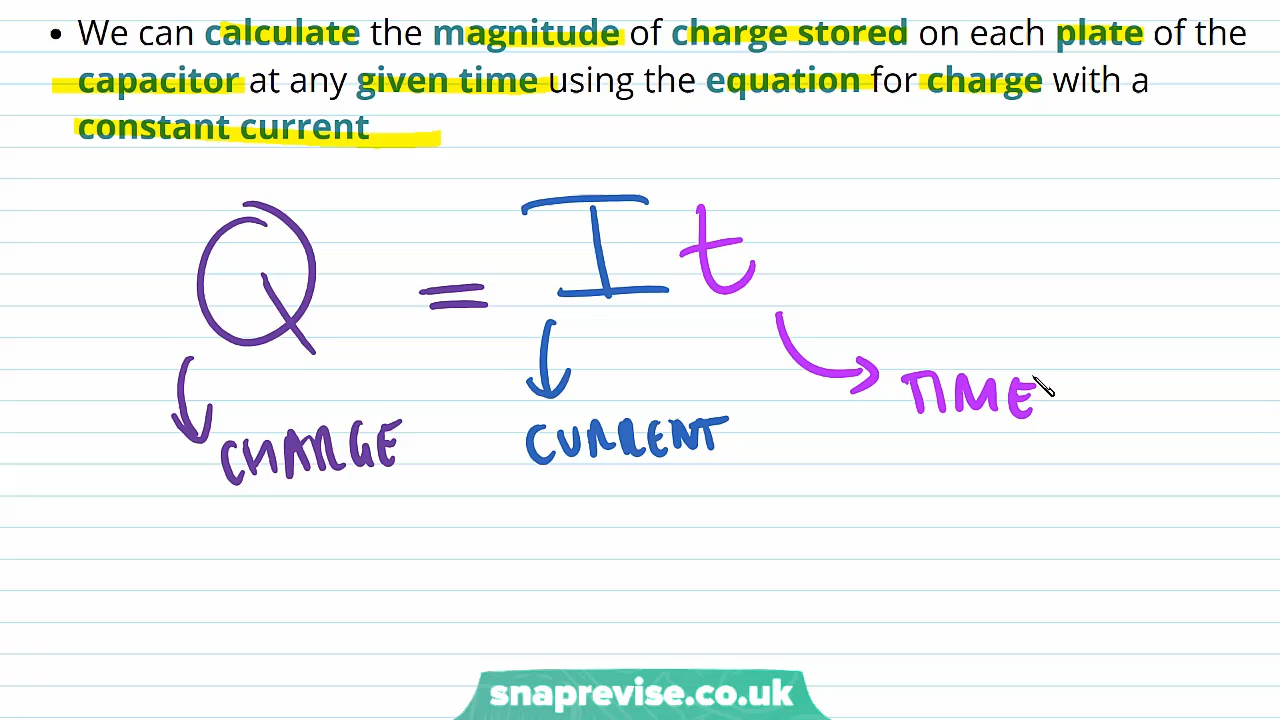 • We can calculate the magnitude of charge stored on each plate of the
capacitor at any given time using the equation for charge with a
constant current
Q = It
CHARGE CURRENT TIME
snaprevise.co.uk